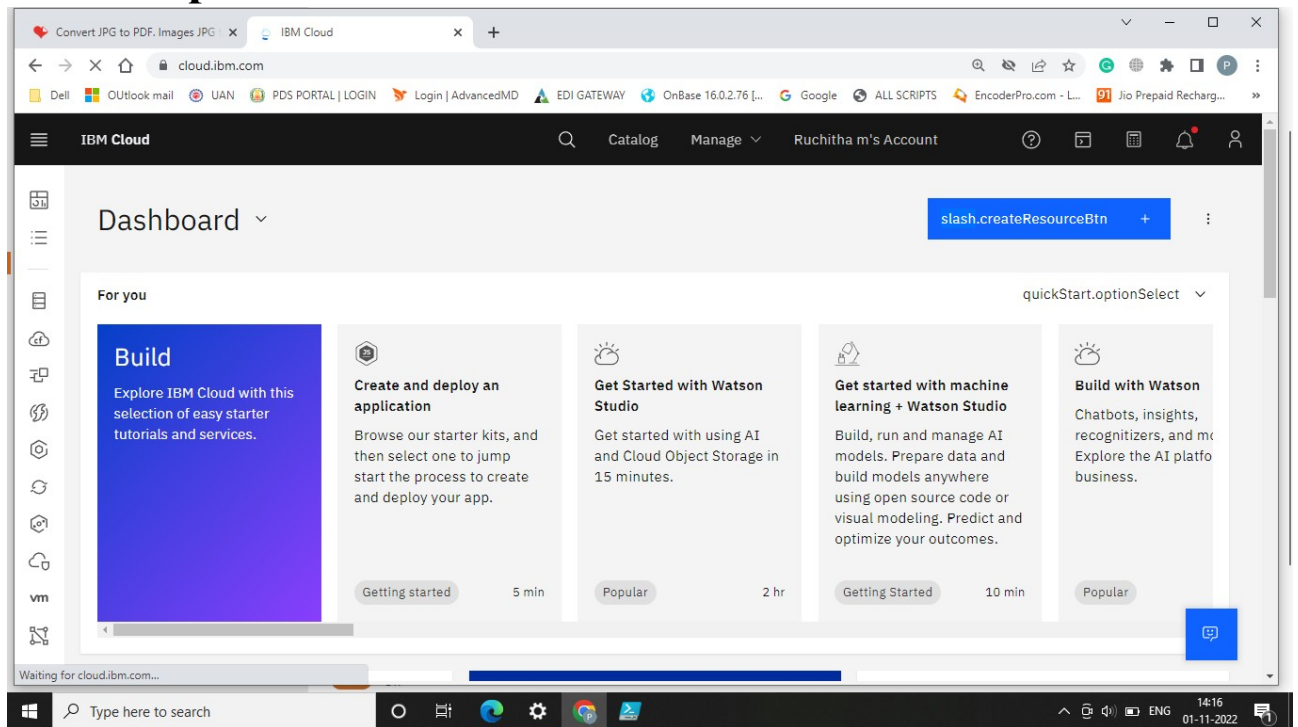 Convert JPG to PDF. Images JPG
IBM Cloud
cloud.ibm.com
Dell
OUtlook mail
UAN
PDS PORTAL | LOGIN
Login | AdvancedMD
EDI GATEWAY
OnBase 16.0.2.76 [...
Google
ALL SCRIPTS
EncoderPro.com - L...
Jio Prepaid Recharg...
IBM Cloud
Catalog
Manage
Ruchitha m's Account
Dashboard
slash.createResourceBtn +
For you
quickStart.optionSelect
Build
Explore IBM Cloud with this
selection of easy starter
tutorials and services.
Create and deploy an
application
Browse our starter kits, and
then select one to jump
start the process to create
and deploy your app.
Getting started
5 min
Get Started with Watson
Studio
Get started with using AI
and Cloud Object Storage in
15 minutes.
Popular
2 hr
Get started with machine
learning + Watson Studio
Build, run and manage AI
models. Prepare data and
build models anywhere
using open source code or
visual modeling. Predict and
optimize your outcomes.
Getting Started
10 min
Build with Watson
Chatbots, insights,
recognitizers, and mo
Explore the AI platfo
business.
Popular
vm
Waiting for cloud.ibm.com...
Type here to search
ENG
14:16
01-11-2022